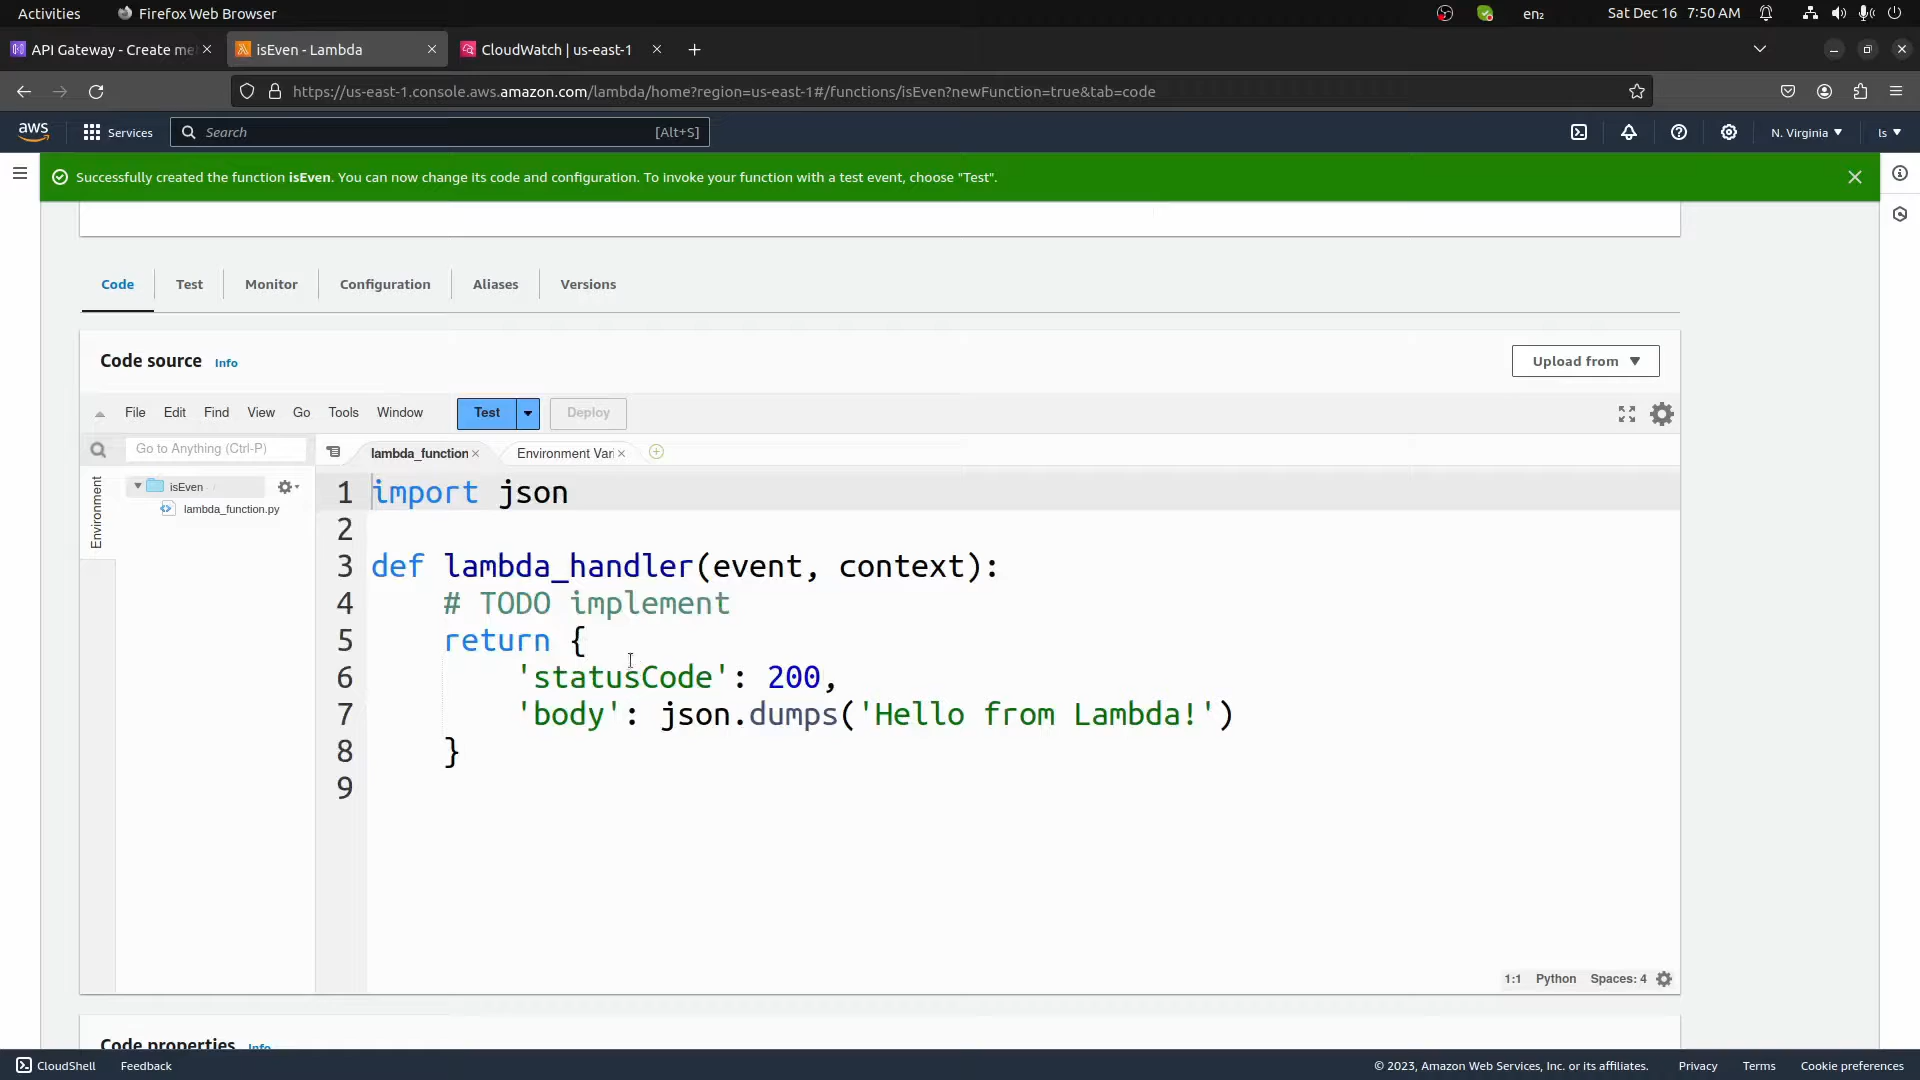 Activities
Firefox Web Browser
en₂
Sat Dec 16 7:50 AM
API Gateway - Create me
isEven - Lambda
CloudWatch | us-east-1
https://us-east-1.console.aws.amazon.com/lambda/home?region=us-east-1#/functions/isEven?newFunction=true&tab=code
aws
Services
Search
[Alt+S]
N. Virginia
ls
Successfully created the function isEven. You can now change its code and configuration. To invoke your function with a test event, choose "Test".
Code
Test
Monitor
Configuration
Aliases
Versions
Code source
Info
Upload from
File
Edit
Find
View
Go
Tools
Window
Test
Deploy
Go to Anything (Ctrl-P)
lambda_function
Environment Vari
Environment
isEven
lambda_function.py
1 import json
2
3 def lambda_handler(event, context):
4     # TODO implement
5     return {
6         'statusCode': 200,
7         'body': json.dumps('Hello from Lambda!')
8     }
9
1:1
Python
Spaces: 4
Code properties
Info
CloudShell
Feedback
© 2023, Amazon Web Services, Inc. or its affiliates.
Privacy
Terms
Cookie preferences